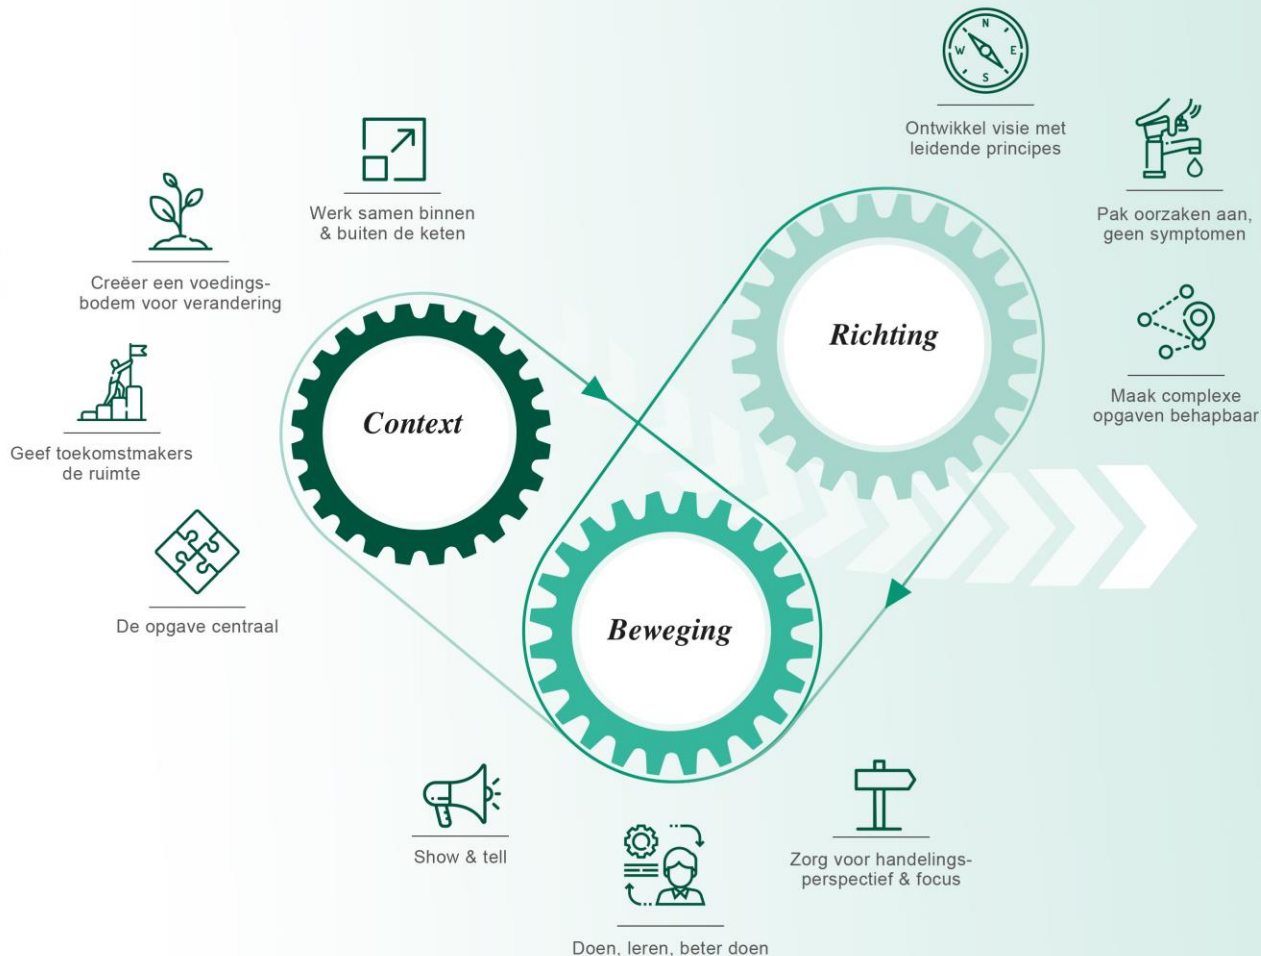 N
W E
S
Ontwikkel visie met
leidende principes
Pak oorzaken aan,
geen symptomen
Maak complexe
opgaven behapbaar
Werk samen binnen
& buiten de keten
Creëer een voedings-
bodem voor verandering
Geef toekomstmakers
de ruimte
De opgave centraal
Context
Richting
Beweging
Show & tell
Doen, leren, beter doen
Zorg voor handelings-
perspectief & focus